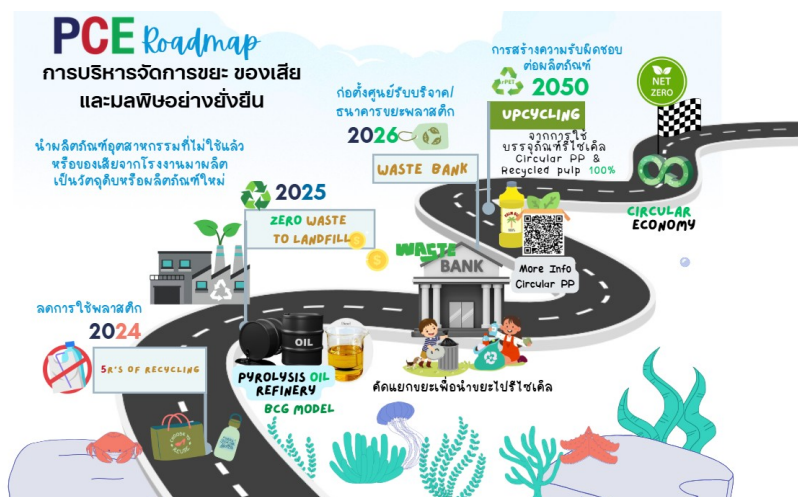 PCE Roadmap
การบริหารจัดการขยะ ของเสีย
และมลพิษอย่างยั่งยืน
นำผลิตภัณฑ์อุตสาหกรรมที่ไม่ใช้แล้ว
หรือของเสียจากโรงงานมาผลิต
เป็นวัตถุดิบหรือผลิตภัณฑ์ใหม่
ลดการใช้พลาสติก
2024
5R'S OF RECYCLING
2025
ZERO WASTE
TO LANDFILL
OIL
PYROLYSIS OIL
REFINERY
BCG MODEL
ก่อตั้งศูนย์รับบริจาค/
ธนาคารขยะพลาสติก
2026
WASTE BANK
WASTE
BANK
คัดแยกขยะเพื่อนำขยะไปรีไซเคิล
การสร้างความรับผิดชอบ
ต่อผลิตภัณฑ์
2050
UPCYCLING
จากการใช้
บรรจุภัณฑ์รีไซเคิล
Circular PP &
Recycled pulp 100%
More Info
Circular PP
NET
ZERO
CIRCULAR
ECONOMY